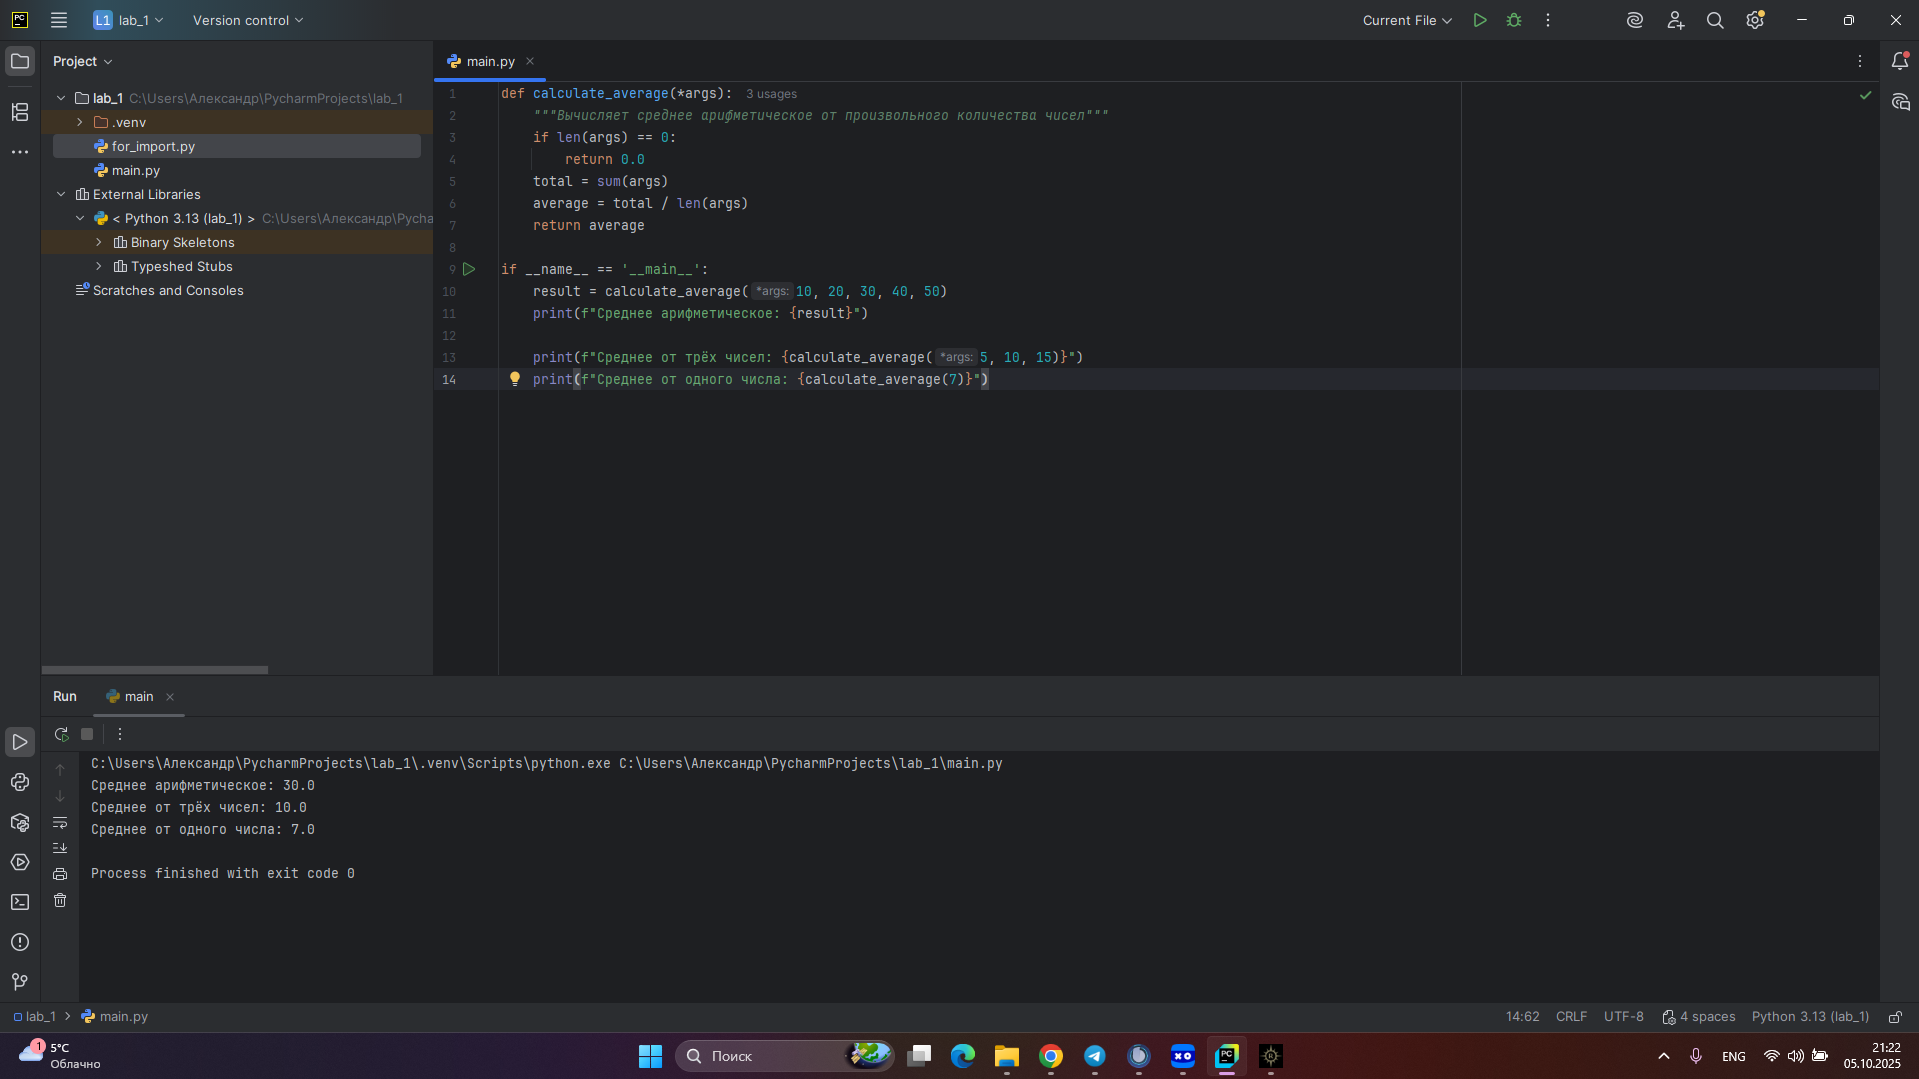 PC L1 lab_1 Version control Current File
Project
lab_1 C:\Users\Александр\PycharmProjects\lab_1
.venv
for_import.py
main.py
External Libraries
< Python 3.13 (lab_1) > C:\Users\Александр\Pycha
Binary Skeletons
Typeshed Stubs
Scratches and Consoles
main.py
1 def calculate_average(*args): 3 usages
2 """Вычисляет среднее арифметическое от произвольного количества чисел"""
3 if len(args) == 0:
4 return 0.0
5 total = sum(args)
6 average = total / len(args)
7 return average
8
9 if __name__ == '__main__':
10 result = calculate_average( *args: 10, 20, 30, 40, 50)
11 print(f"Среднее арифметическое: {result}")
12
13 print(f"Среднее от трёх чисел: {calculate_average( *args: 5, 10, 15)}")
14 print(f"Среднее от одного числа: {calculate_average(7)}")
Run main
C:\Users\Александр\PycharmProjects\lab_1\.venv\Scripts\python.exe C:\Users\Александр\PycharmProjects\lab_1\main.py
Среднее арифметическое: 30.0
Среднее от трёх чисел: 10.0
Среднее от одного числа: 7.0
Process finished with exit code 0
lab_1 > main.py 14:62 CRLF UTF-8 4 spaces Python 3.13 (lab_1)
1 5°C
Облачно
Поиск
XO
PC
ENG
21:22
05.10.2025